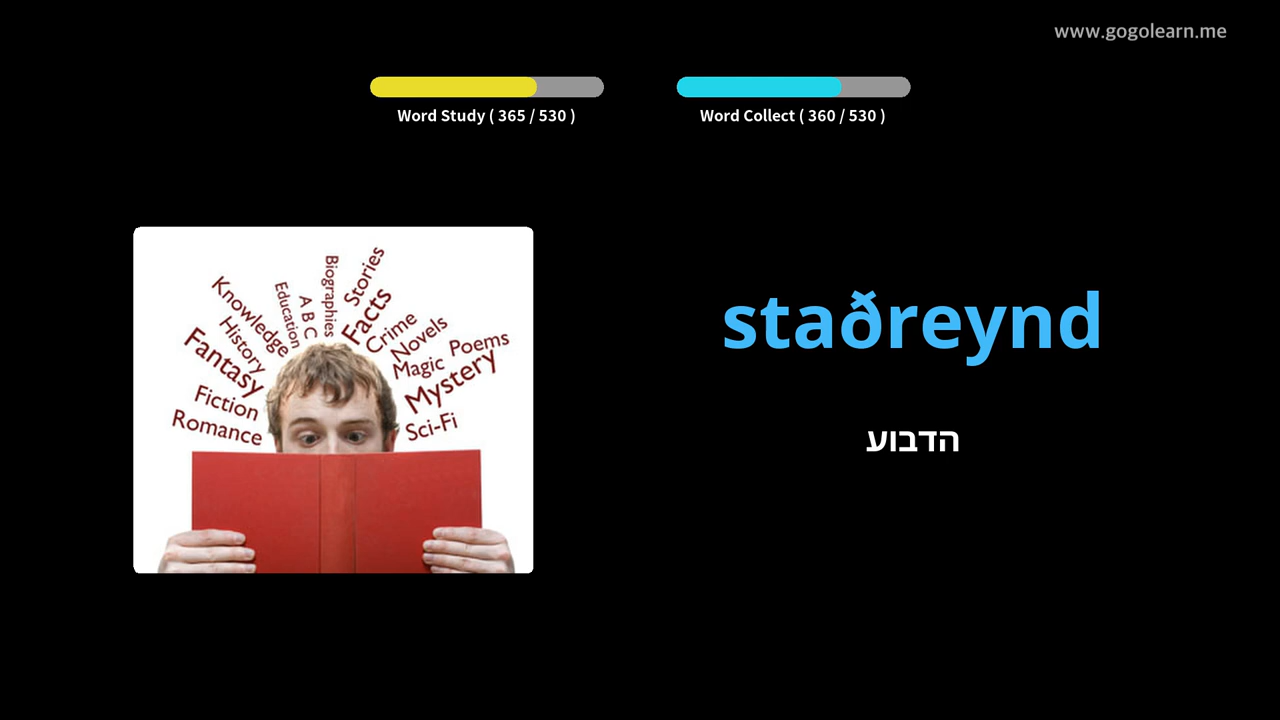 www.gogolearn.me
Word Study ( 365 / 530 )
Word Collect ( 360 / 530 )
Stories
Biographies
Facts
A B C
Education
Knowledge
Crime
History
Novels
Fantasy
Poems
Magic
Mystery
Fiction
Romance
Sci-Fi
staðreynd
הדבוע